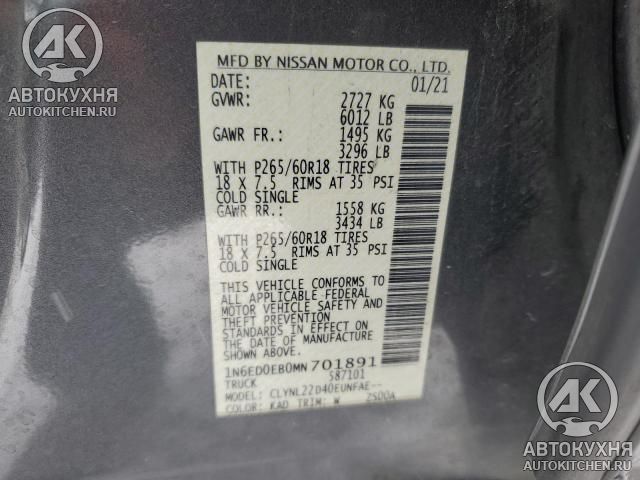 AK
АВТОКУХНЯ
WWW.AUTOKITCHEN.RU
MFD BY NISSAN MOTOR CO., LTD.
DATE: 01/21
GVWR: 2727 KG
6012 LB
GAWR FR.: 1495 KG
3296 LB
WITH P265/60R18 TIRES
18 X 7.5 RIMS AT 35 PSI
COLD SINGLE
GAWR RR.: 1558 KG
3434 LB
WITH P265/60R18 TIRES
18 X 7.5 RIMS AT 35 PSI
COLD SINGLE
THIS VEHICLE CONFORMS TO
ALL APPLICABLE FEDERAL
MOTOR VEHICLE SAFETY AND
THEFT PREVENTION
STANDARDS IN EFFECT ON
THE DATE OF MANUFACTURE
1N6ED0EB0MN701891
TRUCK 587101
MODEL: CLYNL22D40EUNFAE--
COLOR: KAD TRIM: W 2500A
AK
АВТОКУХНЯ
WWW.AUTOKITCHEN.RU